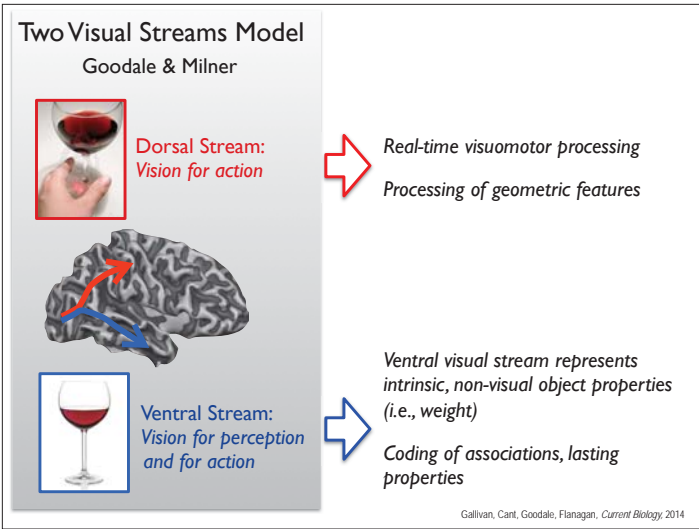 Two Visual Streams Model
Goodale & Milner
Dorsal Stream:
Vision for action
Real-time visuomotor processing
Processing of geometric features
Ventral Stream:
Vision for perception
and for action
Ventral visual stream represents
intrinsic, non-visual object properties
(i.e., weight)
Coding of associations, lasting
properties
Gallivan, Cant, Goodale, Flanagan, Current Biology, 2014